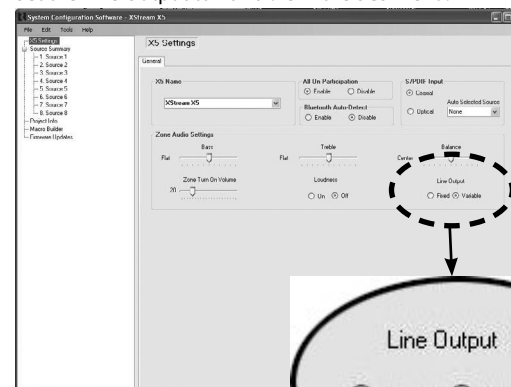 System Configuration Software - XStream X5
File Edit Tools Help
X5 Settings
Source Summary
1. Source 1
2. Source 2
3. Source 3
4. Source 4
5. Source 5
6. Source 6
7. Source 7
8. Source 8
Project Info
Macro Builder
Firmware Updates
X5 Settings
General
X5 Name
XStream X5
All On Participation
Enable Disable
Bluetooth Auto-Detect
Enable Disable
S/PDIF Input
Coaxial
Optical
Auto Selected Source
None
Zone Audio Settings
Bass
Flat
Treble
Flat
Balance
Center
Zone Turn On Volume
20
Loudness
On Off
Line Output
Fixed Variable
Line Output